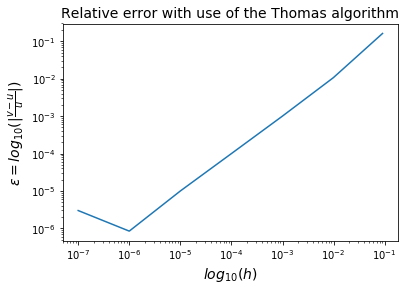 Relative error with use of the Thomas algorithm
10⁻¹
10⁻²
10⁻³
10⁻⁴
10⁻⁵
10⁻⁶
ε = log₁₀(|v−u/u|)
10⁻⁷ 10⁻⁶ 10⁻⁵ 10⁻⁴ 10⁻³ 10⁻² 10⁻¹
log₁₀(h)